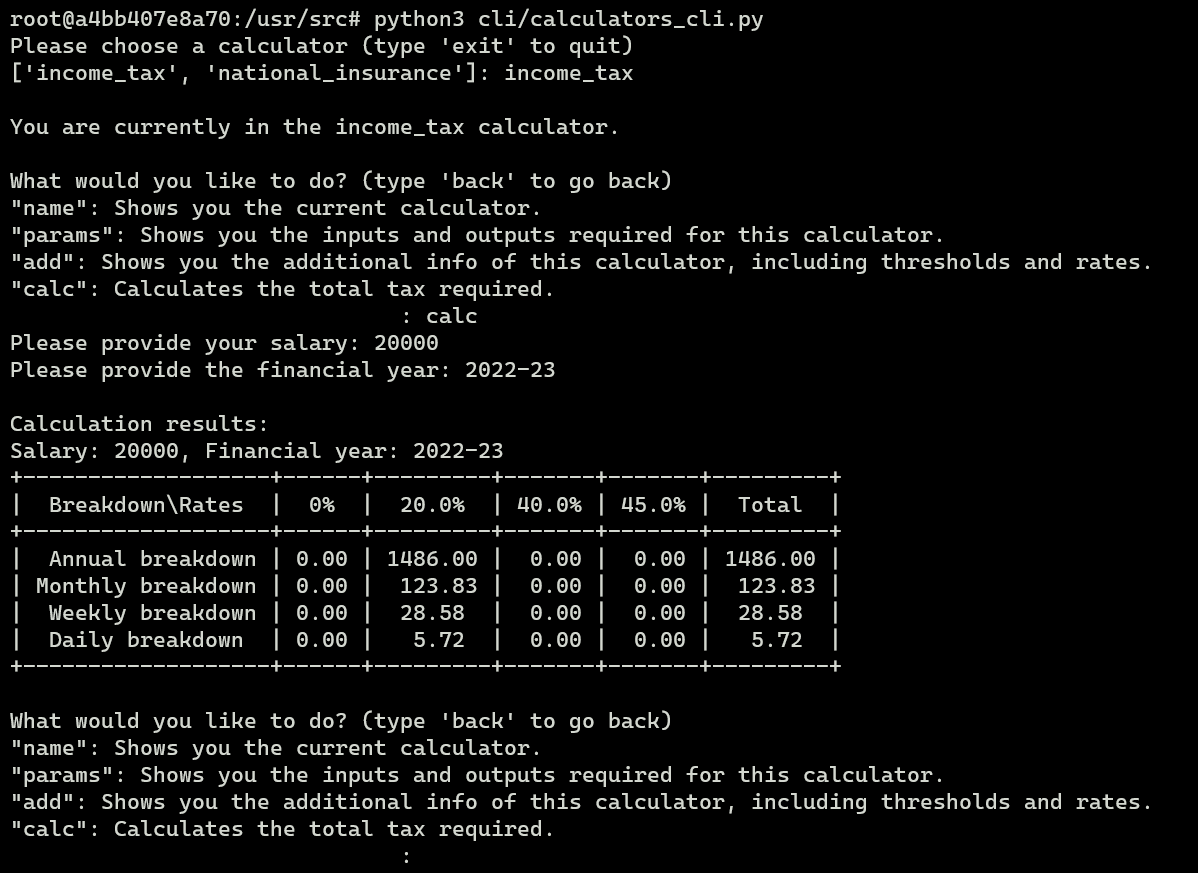 root@a4bb407e8a70:/usr/src# python3 cli/calculators_cli.py
Please choose a calculator (type 'exit' to quit)
['income_tax', 'national_insurance']: income_tax

You are currently in the income_tax calculator.

What would you like to do? (type 'back' to go back)
"name": Shows you the current calculator.
"params": Shows you the inputs and outputs required for this calculator.
"add": Shows you the additional info of this calculator, including thresholds and rates.
"calc": Calculates the total tax required.
                              : calc
Please provide your salary: 20000
Please provide the financial year: 2022-23

Calculation results:
Salary: 20000, Financial year: 2022-23
+-------------------+------+---------+-------+-------+---------+
|  Breakdown\Rates  |  0%  |  20.0%  | 40.0% | 45.0% |  Total  |
+-------------------+------+---------+-------+-------+---------+
|  Annual breakdown | 0.00 | 1486.00 |  0.00 |  0.00 | 1486.00 |
| Monthly breakdown | 0.00 |  123.83 |  0.00 |  0.00 |  123.83 |
|  Weekly breakdown | 0.00 |  28.58  |  0.00 |  0.00 |  28.58  |
|  Daily breakdown  | 0.00 |   5.72  |  0.00 |  0.00 |   5.72  |
+-------------------+------+---------+-------+-------+---------+

What would you like to do? (type 'back' to go back)
"name": Shows you the current calculator.
"params": Shows you the inputs and outputs required for this calculator.
"add": Shows you the additional info of this calculator, including thresholds and rates.
"calc": Calculates the total tax required.
                              :